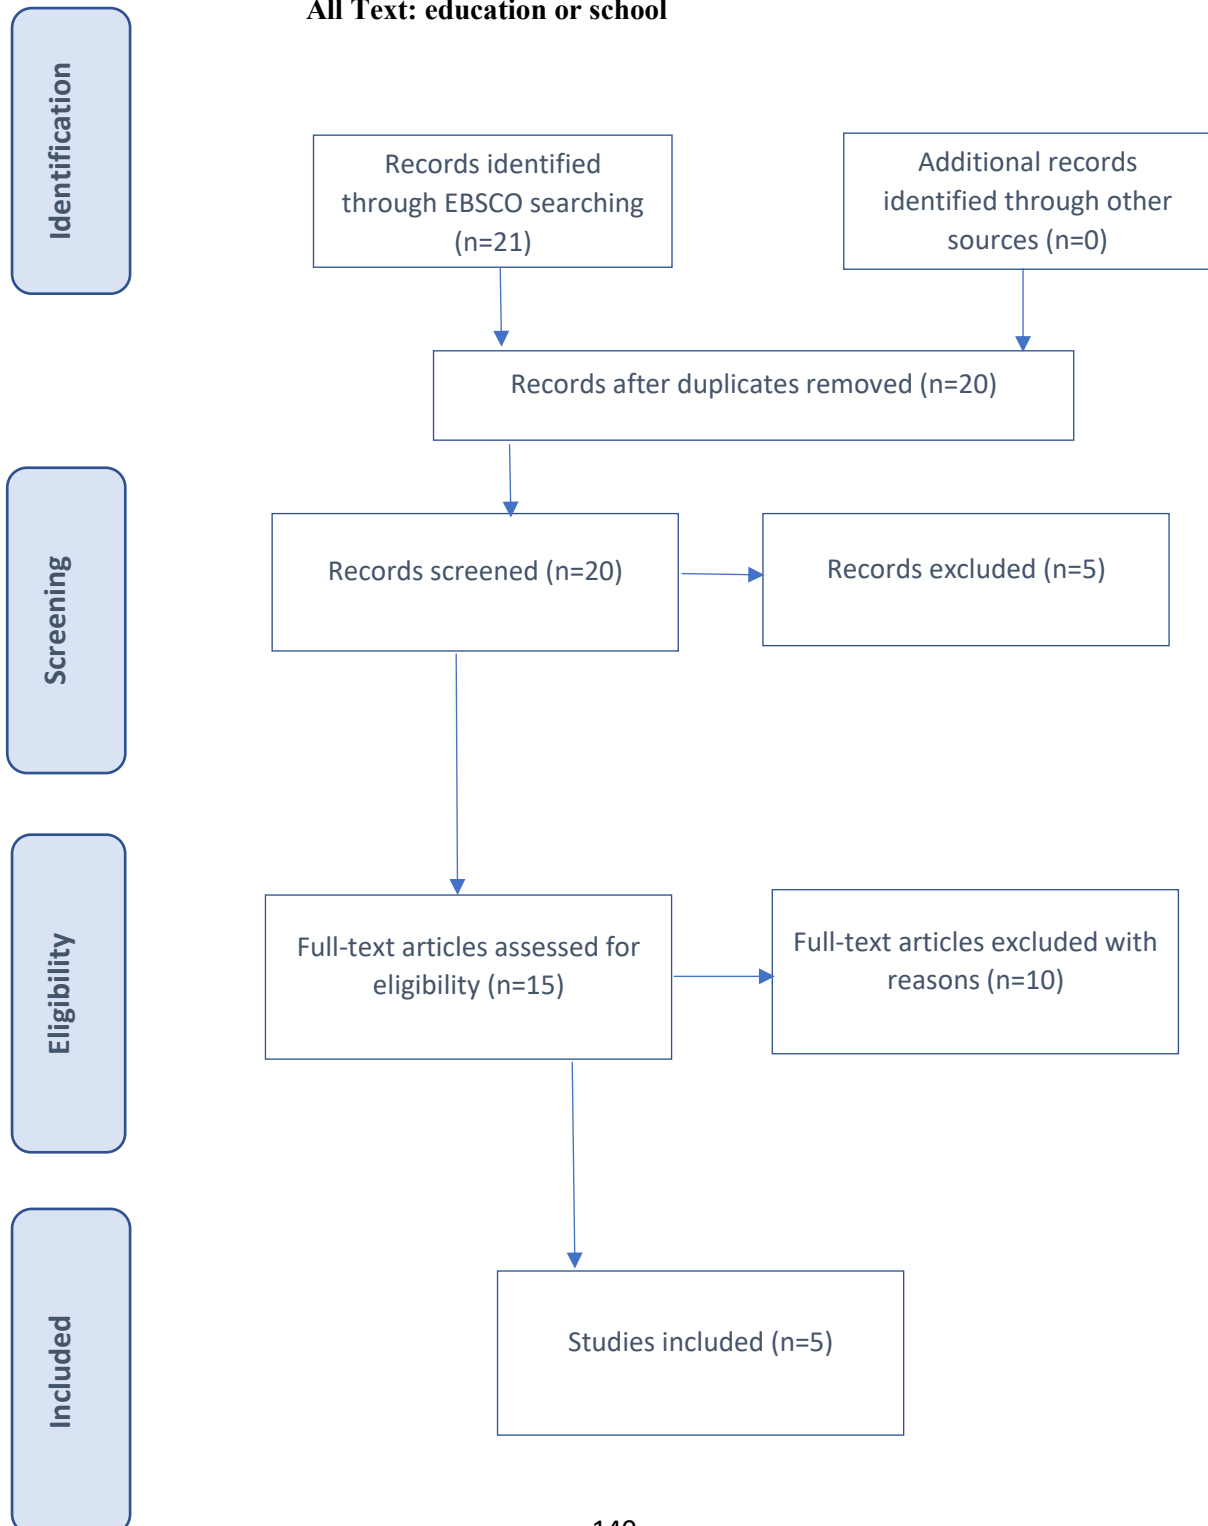 All Text: education or school
Identification
Records identified
through EBSCO searching
(n=21)
Additional records
identified through other
sources (n=0)
Records after duplicates removed (n=20)
Screening
Records screened (n=20)
Records excluded (n=5)
Eligibility
Full-text articles assessed for
eligibility (n=15)
Full-text articles excluded with
reasons (n=10)
Included
Studies included (n=5)